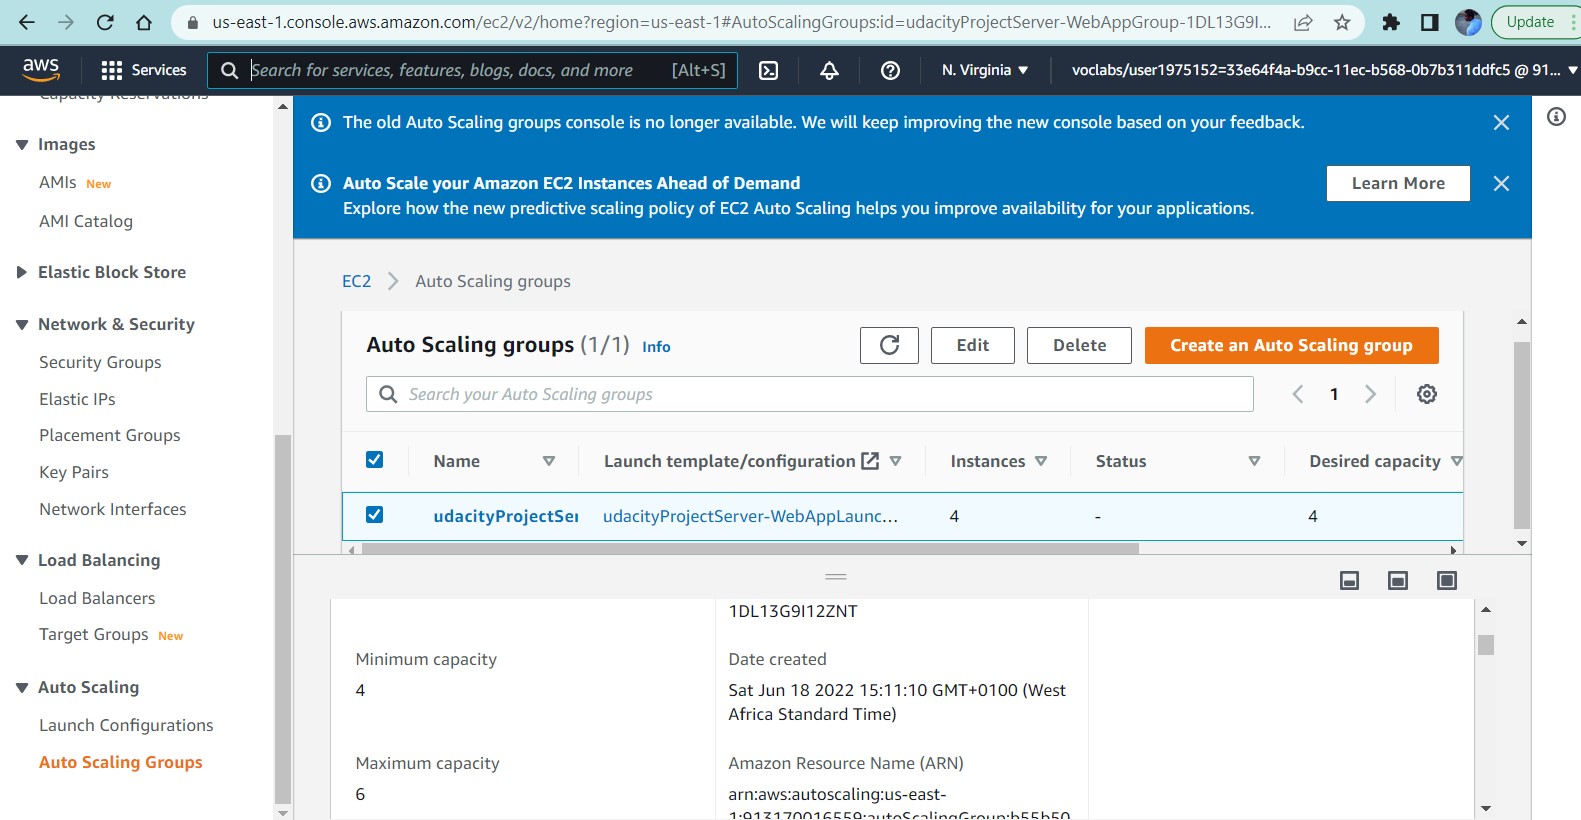 us-east-1.console.aws.amazon.com/ec2/v2/home?region=us-east-1#AutoScalingGroups:id=udacityProjectServer-WebAppGroup-1DL13G9I...
Update
aws
Services
Search for services, features, blogs, docs, and more [Alt+S]
N. Virginia
voclabs/user1975152=33e64f4a-b9cc-11ec-b568-0b7b311ddfc5 @ 91...
Capacity Reservations
Images
AMIs New
AMI Catalog
Elastic Block Store
Network & Security
Security Groups
Elastic IPs
Placement Groups
Key Pairs
Network Interfaces
Load Balancing
Load Balancers
Target Groups New
Auto Scaling
Launch Configurations
Auto Scaling Groups
The old Auto Scaling groups console is no longer available. We will keep improving the new console based on your feedback.
Auto Scale your Amazon EC2 Instances Ahead of Demand
Explore how the new predictive scaling policy of EC2 Auto Scaling helps you improve availability for your applications.
Learn More
EC2 Auto Scaling groups
Auto Scaling groups (1/1) Info
Edit
Delete
Create an Auto Scaling group
Search your Auto Scaling groups
1
Name Launch template/configuration Instances Status Desired capacity
udacityProjectSer udacityProjectServer-WebAppLaunc... 4 - 4
1DL13G9I12ZNT
Minimum capacity
4
Date created
Sat Jun 18 2022 15:11:10 GMT+0100 (West
Africa Standard Time)
Maximum capacity
6
Amazon Resource Name (ARN)
arn:aws:autoscaling:us-east-
1:913170016559:autoScalingGroup:b55b50